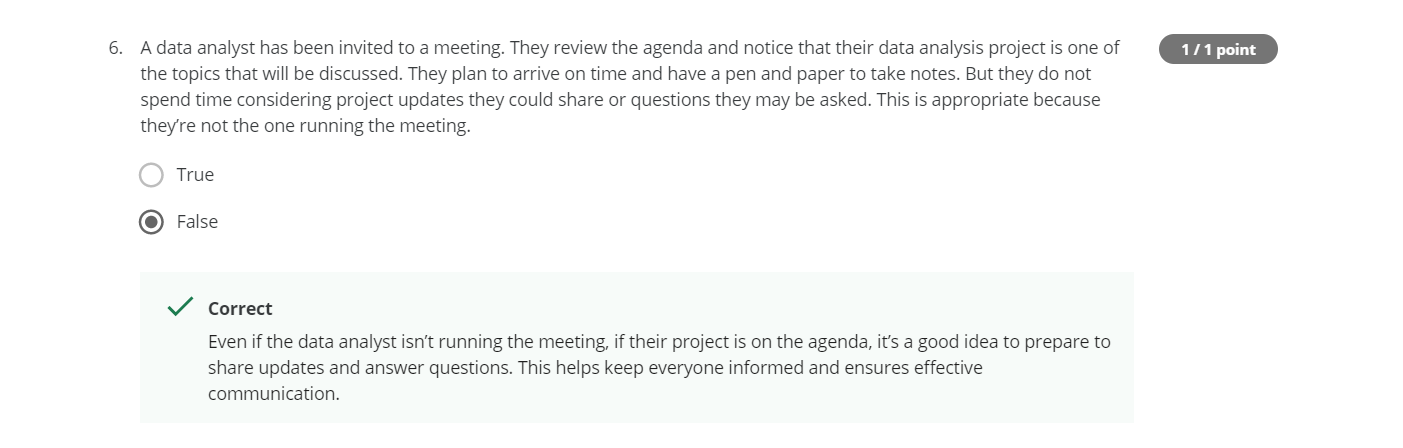 6. A data analyst has been invited to a meeting. They review the agenda and notice that their data analysis project is one of
1 / 1 point
the topics that will be discussed. They plan to arrive on time and have a pen and paper to take notes. But they do not
spend time considering project updates they could share or questions they may be asked. This is appropriate because
they’re not the one running the meeting.
True
False
Correct
Even if the data analyst isn’t running the meeting, if their project is on the agenda, it’s a good idea to prepare to
share updates and answer questions. This helps keep everyone informed and ensures effective
communication.